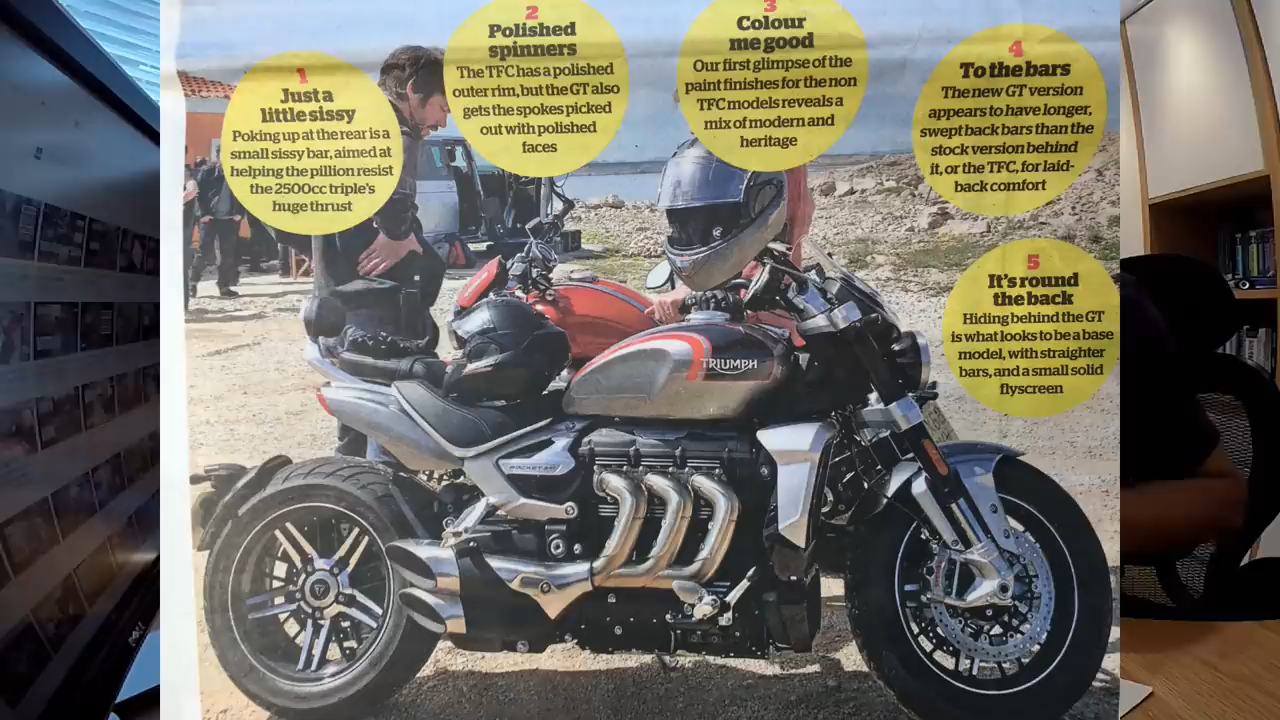 1
Just a
little sissy
Poking up at the rear is a
small sissy bar, aimed at
helping the pillion resist
the 2500cc triple's
huge thrust
2
Polished
spinners
The TFC has a polished
outer rim, but the GT also
gets the spokes picked
out with polished
faces
3
Colour
me good
Our first glimpse of the
paint finishes for the non
TFC models reveals a
mix of modern and
heritage
4
To the bars
The new GT version
appears to have longer,
swept back bars than the
stock version behind
it, or the TFC, for laid-
back comfort
5
It's round
the back
Hiding behind the GT
is what looks to be a base
model, with straighter
bars, and a small solid
flyscreen
TRIUMPH
DELL